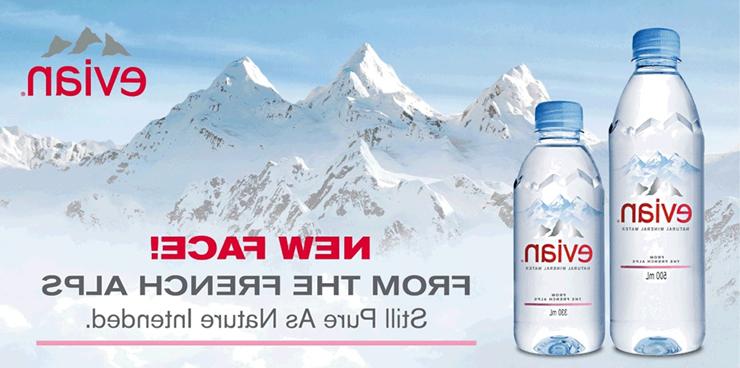 evian.
NEW FACE!
FROM THE FRENCH ALPS
Still Pure As Nature Intended.
evian.
NATURAL MINERAL WATER
FROM
THE FRENCH ALPS
330 mL
evian.
NATURAL MINERAL WATER
FROM
THE FRENCH ALPS
500 mL